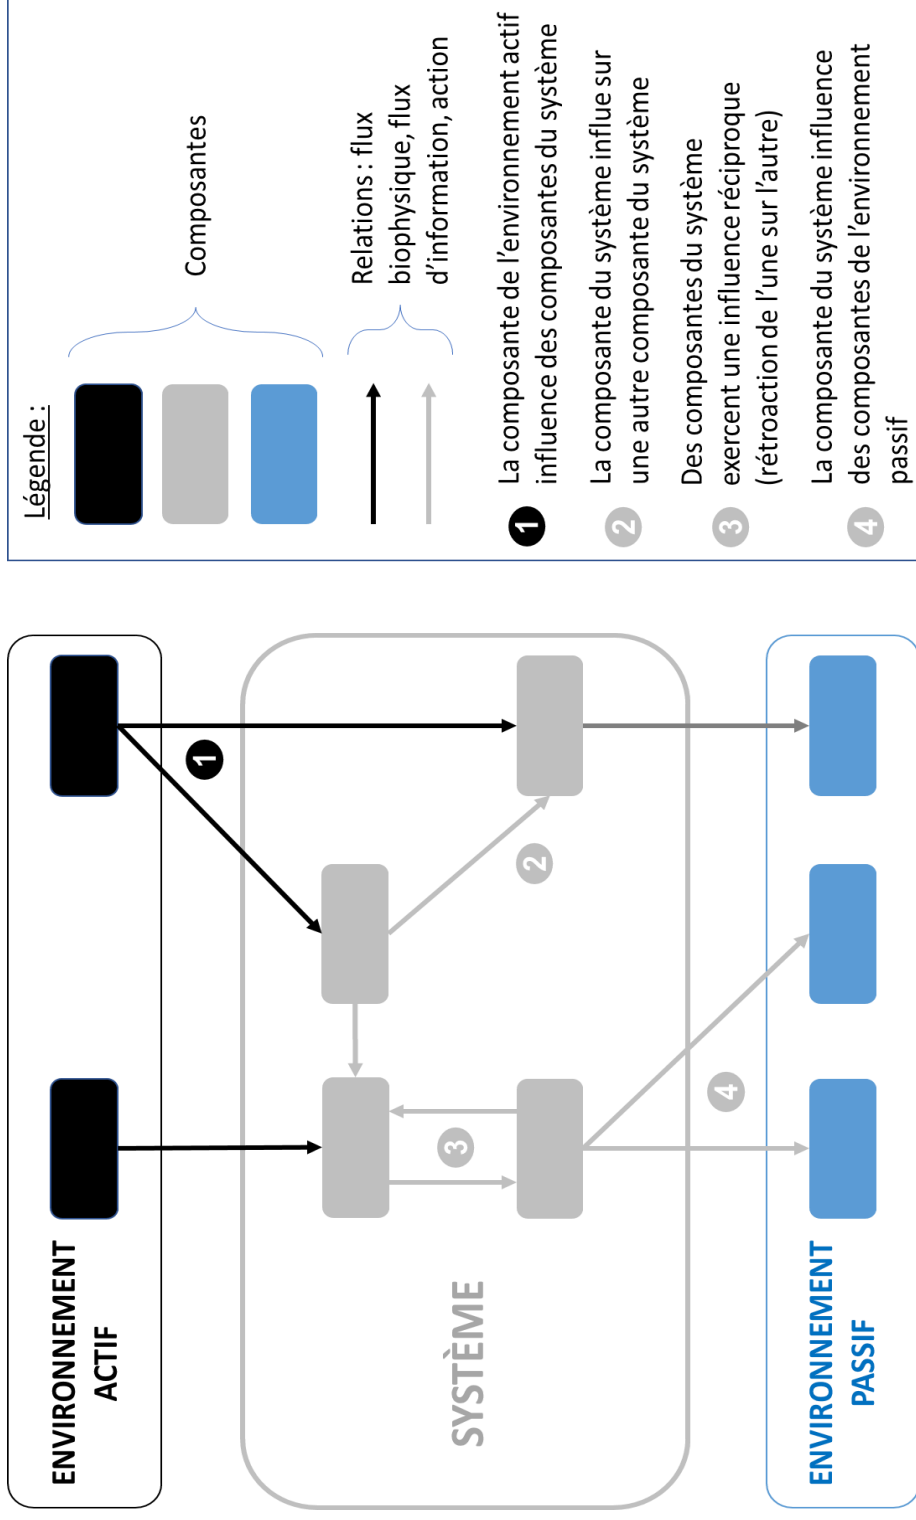 ENVIRONNEMENT
ACTIF
1
SYSTÈME
2
3
4
ENVIRONNEMENT
PASSIF
Légende :
Composantes
Relations : flux
biophysique, flux
d’information, action
1 La composante de l’environnement actif
influence des composantes du système
2 La composante du système influe sur
une autre composante du système
3 Des composantes du système
exercent une influence réciproque
(rétroaction de l’une sur l’autre)
4 La composante du système influence
des composantes de l’environnement
passif